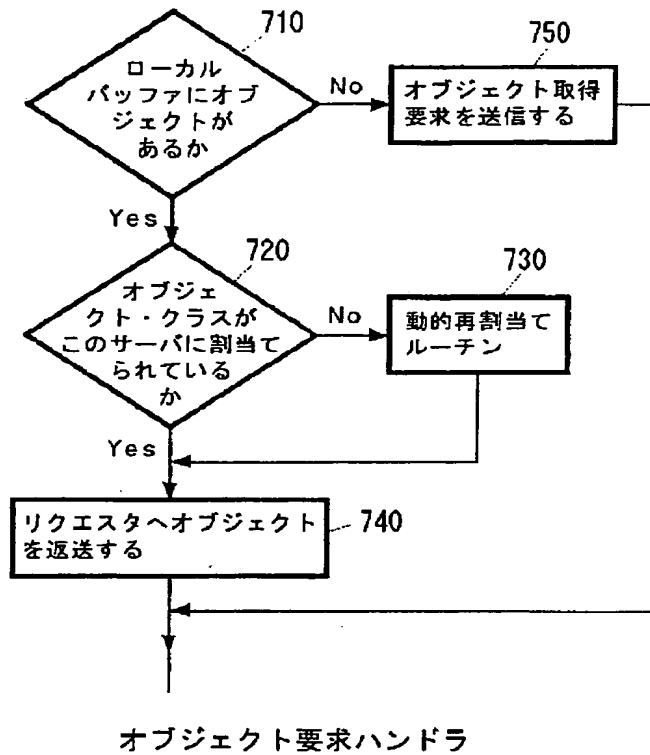 710
ローカル
バッファにオブ
ジェクトが
あるか
No
750
オブジェクト取得
要求を送信する
Yes
720
オブジェ
クト・クラスが
このサーバに割当て
られている
か
No
730
動的再割当て
ルーチン
Yes
リクエスタへオブジェクト
を返送する
740
オブジェクト要求ハンドラ